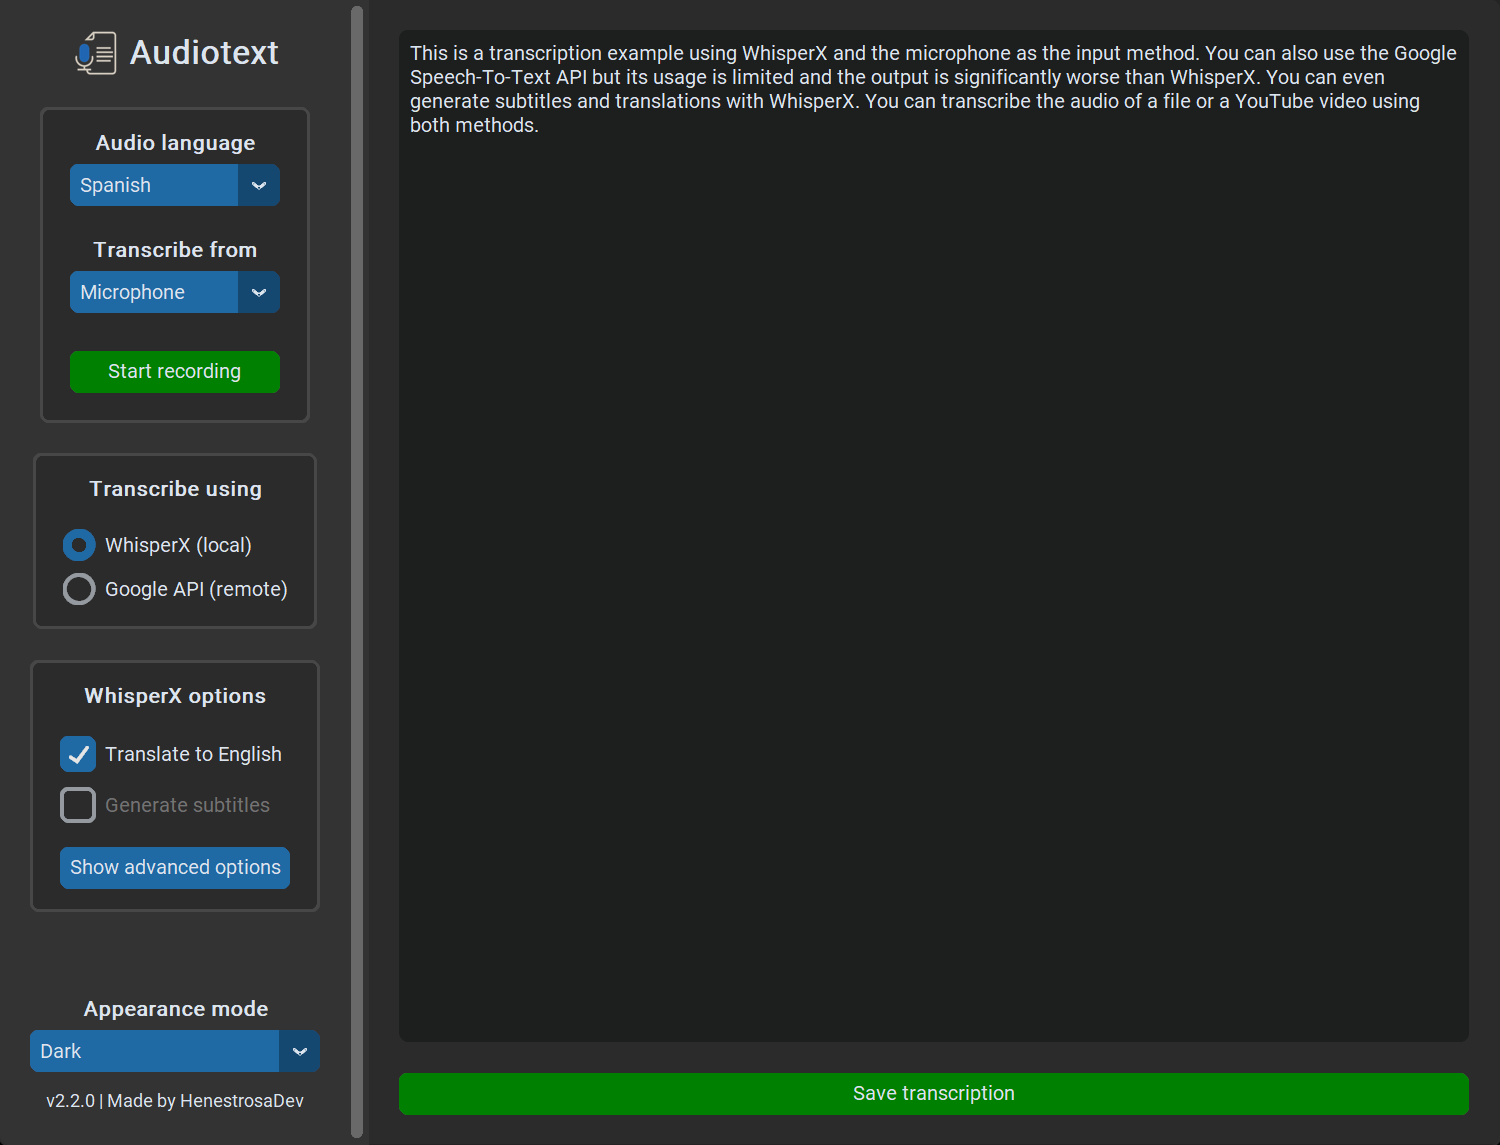 Audiotext
Audio language
Spanish
Transcribe from
Microphone
Start recording
Transcribe using
WhisperX (local)
Google API (remote)
WhisperX options
Translate to English
Generate subtitles
Show advanced options
Appearance mode
Dark
v2.2.0 | Made by HenestrosaDev
This is a transcription example using WhisperX and the microphone as the input method. You can also use the Google
Speech-To-Text API but its usage is limited and the output is significantly worse than WhisperX. You can even
generate subtitles and translations with WhisperX. You can transcribe the audio of a file or a YouTube video using
both methods.
Save transcription